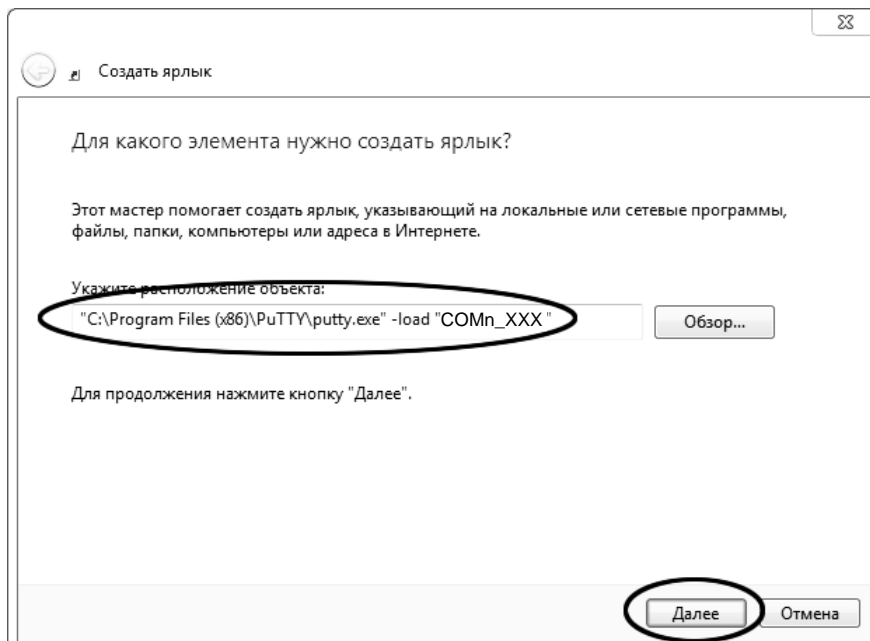 Создать ярлык
Для какого элемента нужно создать ярлык?
Этот мастер помогает создать ярлык, указывающий на локальные или сетевые программы,
файлы, папки, компьютеры или адреса в Интернете.
Укажите расположение объекта:
"C:\Program Files (x86)\PuTTY\putty.exe" -load "COMn_XXX "
Обзор...
Для продолжения нажмите кнопку "Далее".
Далее
Отмена